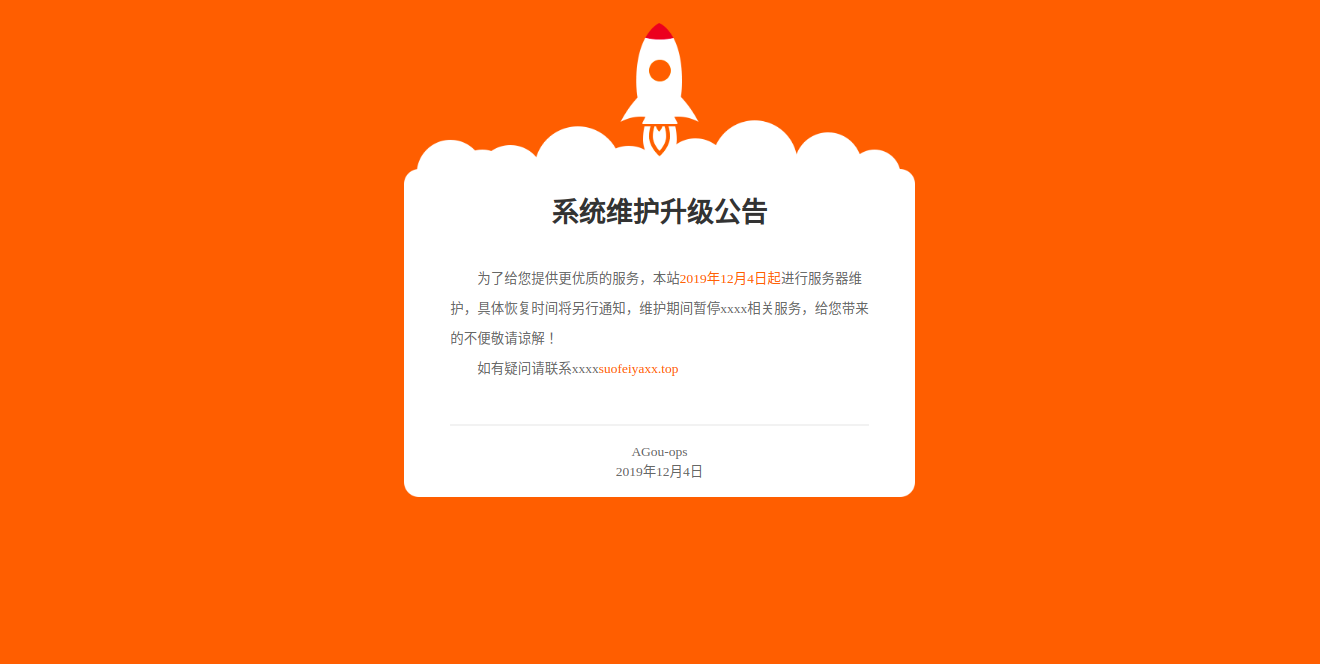 系统维护升级公告
为了给您提供更优质的服务，本站2019年12月4日起进行服务器维
护，具体恢复时间将另行通知，维护期间暂停xxxx相关服务，给您带来
的不便敬请谅解！
如有疑问请联系xxxxsuofeiyaxx.top
AGou-ops
2019年12月4日